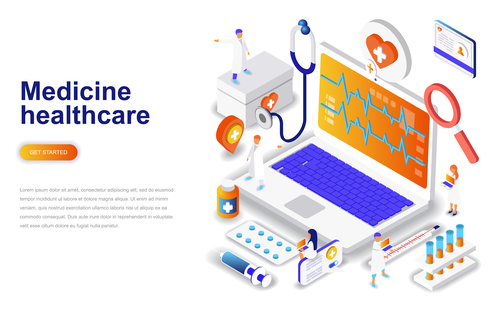 Medicine
healthcare
GET STARTED
Lorem ipsum dolor sit amet, consectetur adipiscing elit, sed
do eiusmod tempor incididunt ut labore et dolore magna
aliqua. Ut enim ad minim veniam, quis nostrud exercitation
ullamco laboris nisi ut aliquip ex ea commodo
consequat. Duis aute irure dolor in reprehenderit in
voluptate velit esse cillum dolore eu fugiat.